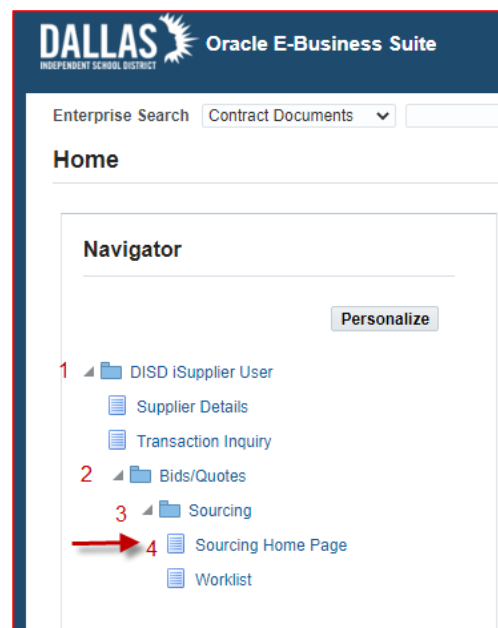 DALLAS
INDEPENDENT SCHOOL DISTRICT
Oracle E-Business Suite
Enterprise Search Contract Documents
Home
Navigator
Personalize
1 DISD iSupplier User
Supplier Details
Transaction Inquiry
2 Bids/Quotes
3 Sourcing
4 Sourcing Home Page
Worklist